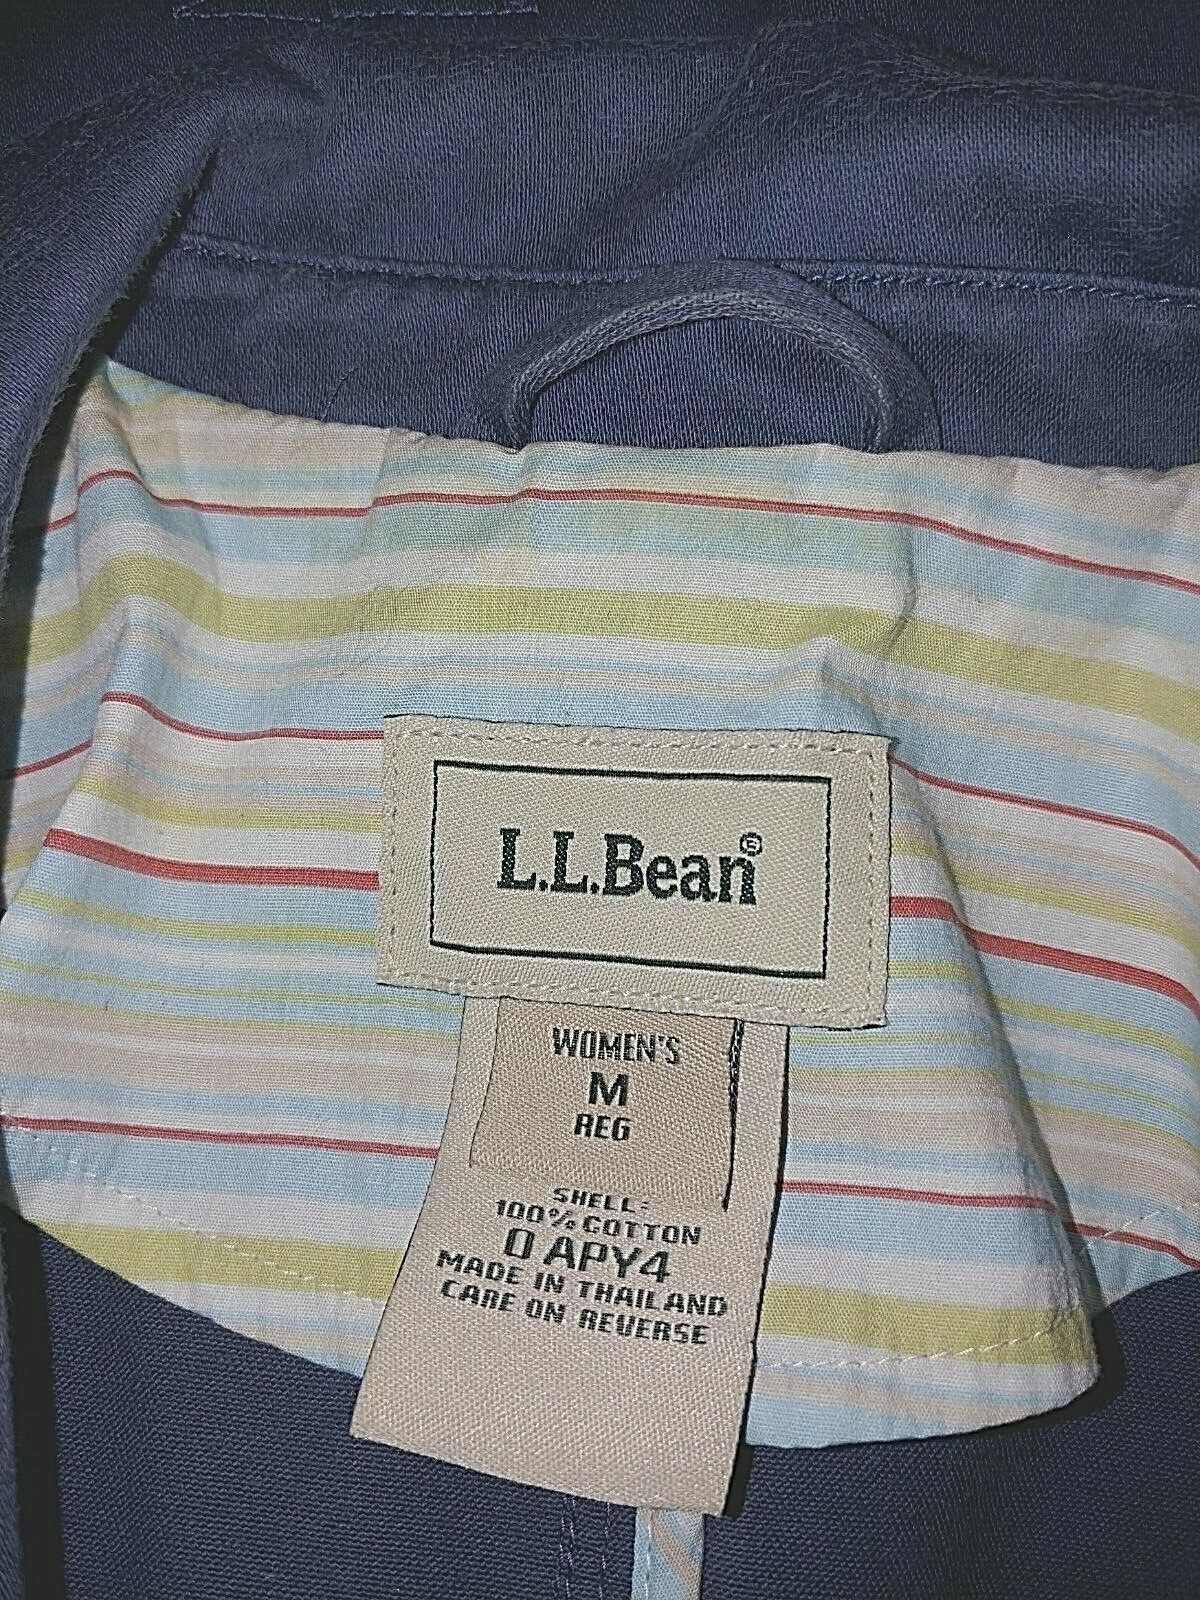 L.L.Bean®
WOMEN'S
M
REG
SHELL:
100% COTTON
0 APY4
MADE IN THAILAND
CARE ON REVERSE